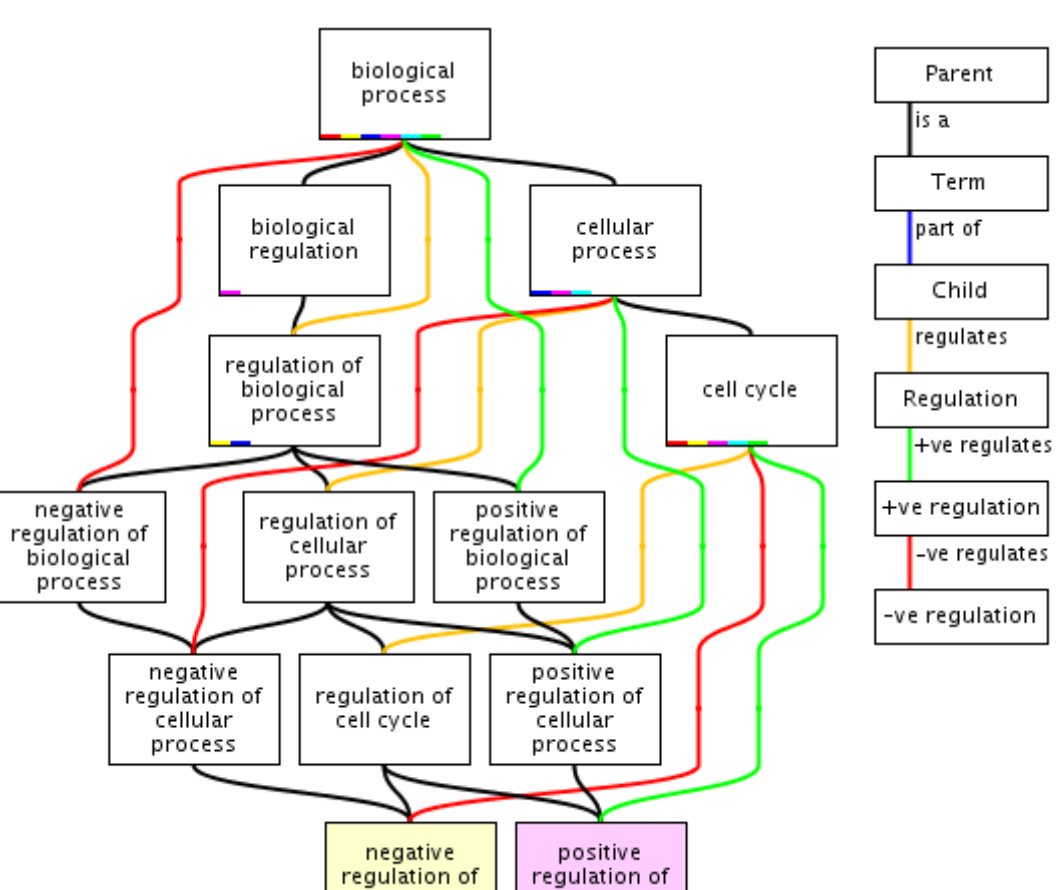 biological
process
Parent
is a
Term
part of
Child
regulates
Regulation
+ve regulates
+ve regulation
-ve regulates
-ve regulation
biological
regulation
cellular
process
regulation of
biological
process
cell cycle
negative
regulation of
biological
process
regulation of
cellular
process
positive
regulation of
biological
process
negative
regulation of
cellular
process
regulation of
cell cycle
positive
regulation of
cellular
process
negative
regulation of
positive
regulation of